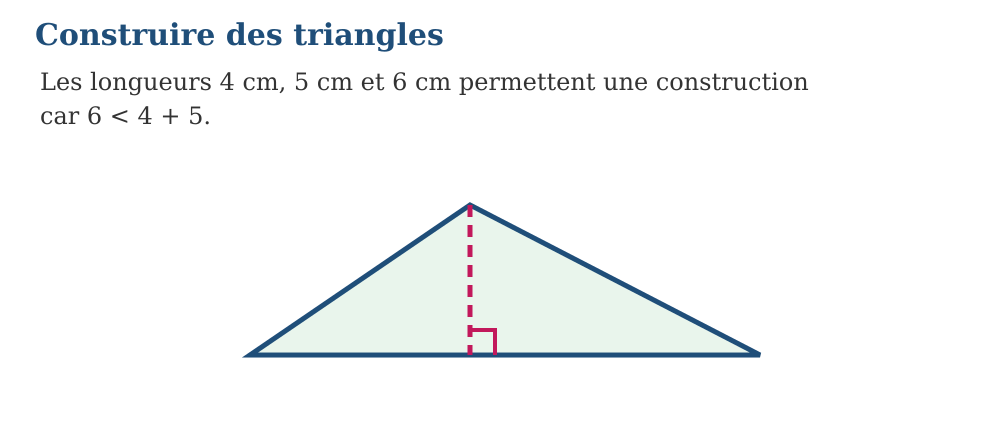 Construire des triangles
Les longueurs 4 cm, 5 cm et 6 cm permettent une construction
car 6 < 4 + 5.